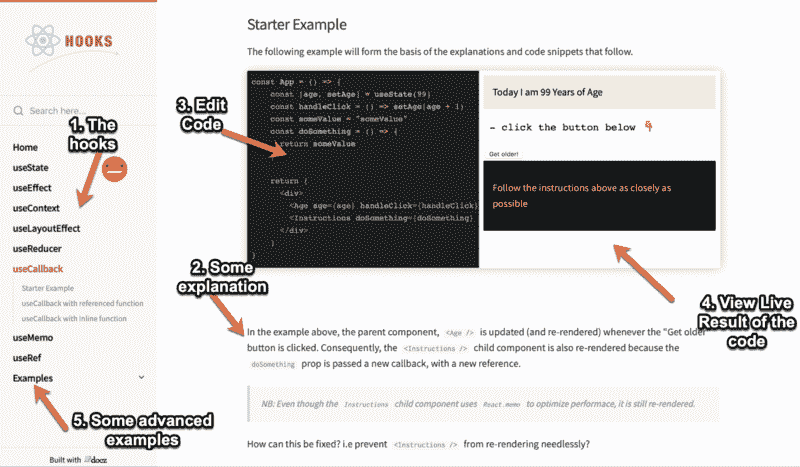 HOOKS
Search here...
1. The
hooks
Home
useState
useEffect
useContext
useLayoutEffect
useReducer
useCallback
Starter Example
useCallback with referenced function
useCallback with inline function
useMemo
useRef
Examples
5. Some advanced
examples
Built with docz
Starter Example
The following example will form the basis of the explanations and code snippets that follow.
const App = () => {
const [age, setAge] = useState(99)
const handleClick = () => setAge(age + 1)
const someValue = "someValue"
const doSomething = () => {
return someValue
return (
<div>
<Age age={age} handleClick={handleClick}
<Instructions doSomething={doSomething}
</div>
)
}
3. Edit
Code
Today I am 99 Years of Age
- click the button below 👇
Get older!
Follow the instructions above as closely as
possible
2. Some
explanation
4. View Live
Result of the
code
In the example above, the parent component, <Age /> is updated (and re-rendered) whenever the "Get older"
button is clicked. Consequently, the <Instructions /> child component is also re-rendered because the
doSomething prop is passed a new callback, with a new reference.
NB: Even though the Instructions child component uses React.memo to optimize performace, it is still re-rendered.
How can this be fixed? i.e prevent <Instructions /> from re-rendering needlessly?